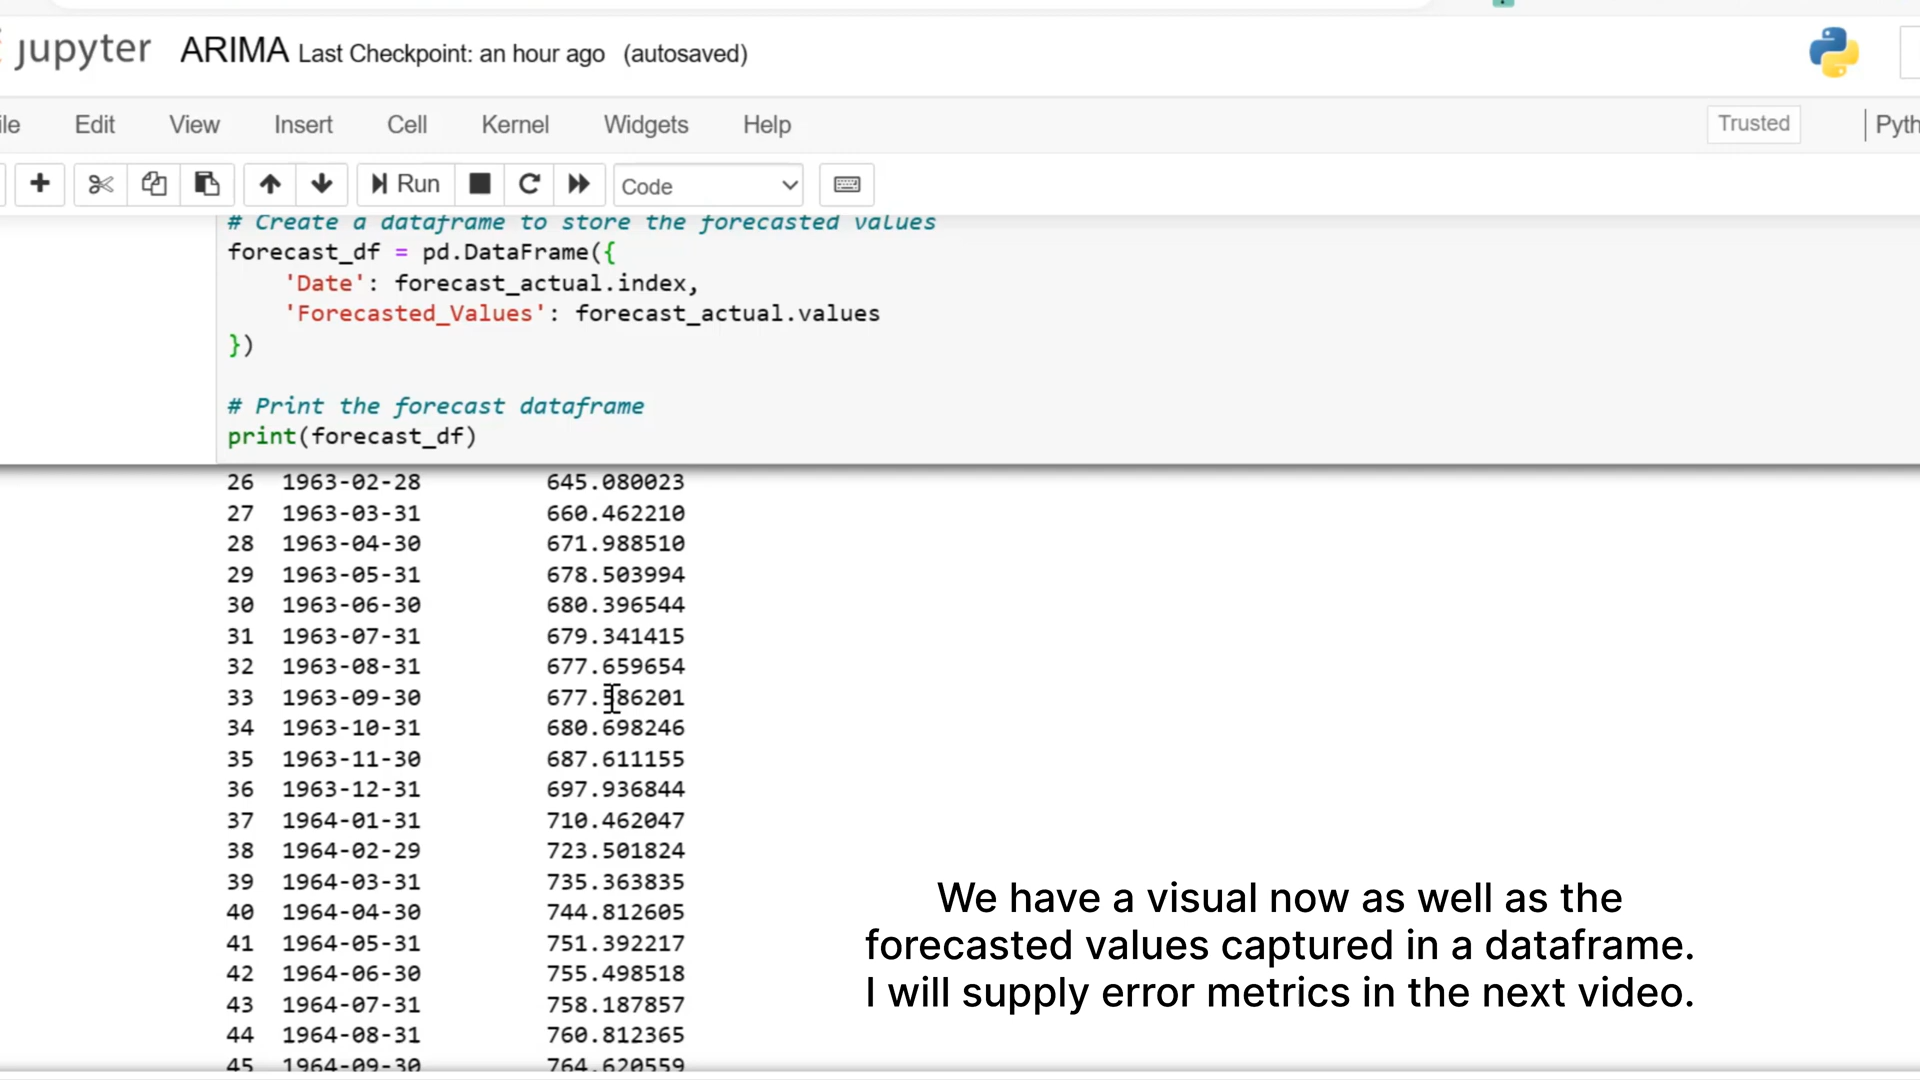 jupyter ARIMA Last Checkpoint: an hour ago (autosaved)
ile Edit View Insert Cell Kernel Widgets Help Trusted Pyth
Run Code
# Create a dataframe to store the forecasted values
forecast_df = pd.DataFrame({
'Date': forecast_actual.index,
'Forecasted_Values': forecast_actual.values
})
# Print the forecast dataframe
print(forecast_df)
26 1963-02-28 645.080023
27 1963-03-31 660.462210
28 1963-04-30 671.988510
29 1963-05-31 678.503994
30 1963-06-30 680.396544
31 1963-07-31 679.341415
32 1963-08-31 677.659654
33 1963-09-30 677.586201
34 1963-10-31 680.698246
35 1963-11-30 687.611155
36 1963-12-31 697.936844
37 1964-01-31 710.462047
38 1964-02-29 723.501824
39 1964-03-31 735.363835
40 1964-04-30 744.812605
41 1964-05-31 751.392217
42 1964-06-30 755.498518
43 1964-07-31 758.187857
44 1964-08-31 760.812365
45 1964-09-30 764.620559
We have a visual now as well as the
forecasted values captured in a dataframe.
I will supply error metrics in the next video.